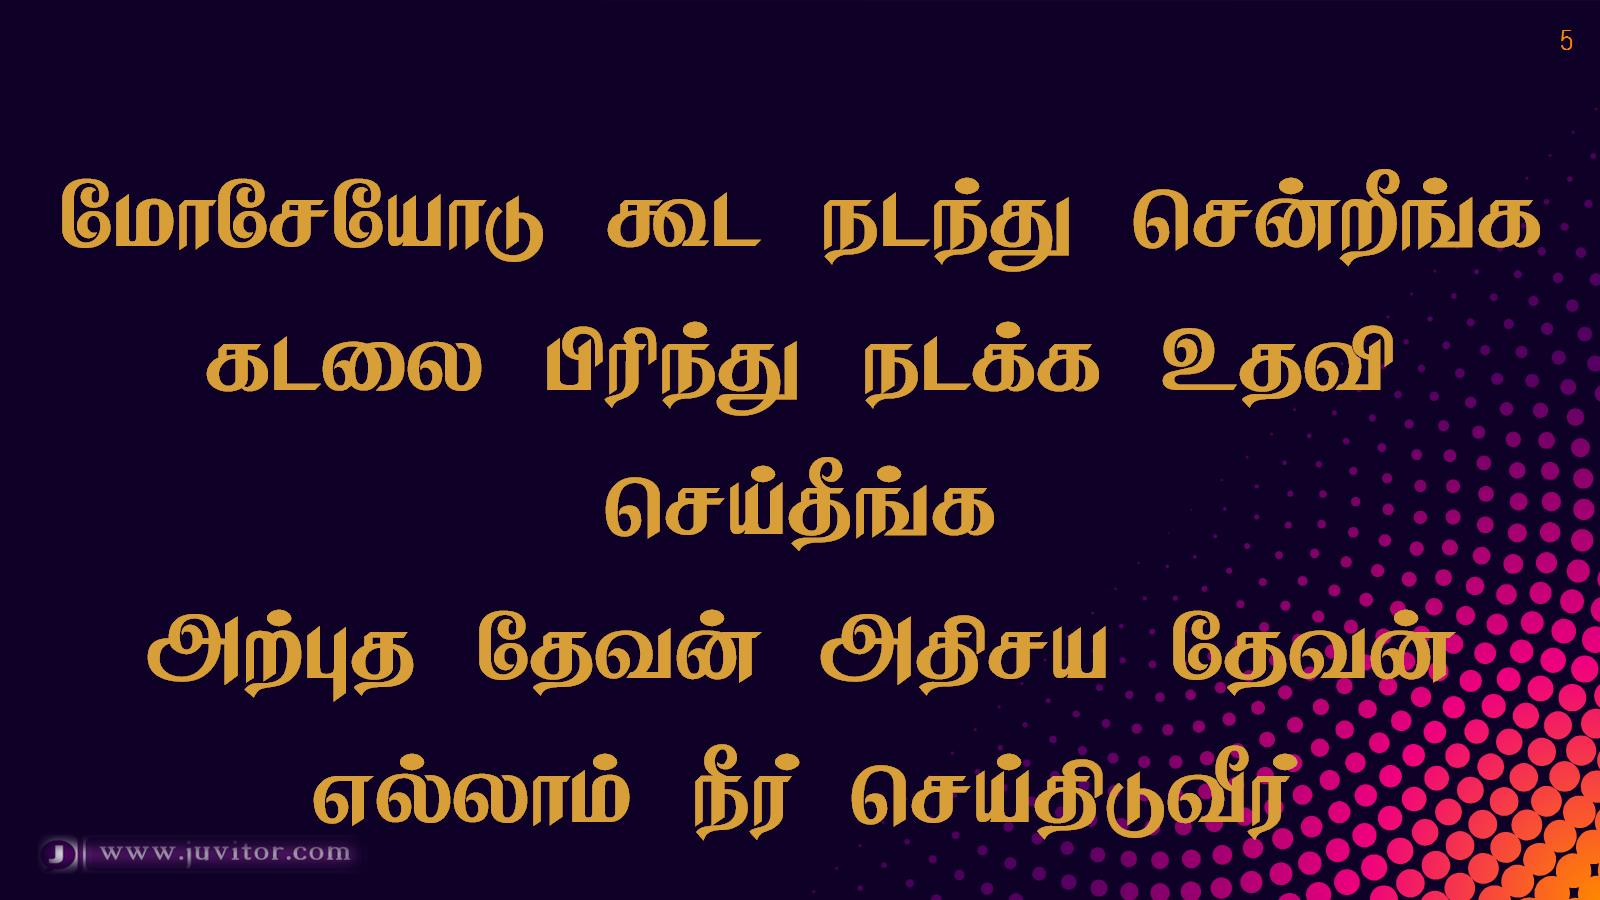 5
மோசேயோடு கூட நடந்து சென்றீங்க
கடலை பிரிந்து நடக்க உதவி
செய்தீங்க
அற்புத தேவன் அதிசய தேவன்
எல்லாம் நீர் செய்திடுவீர்
J www.juvitor.com